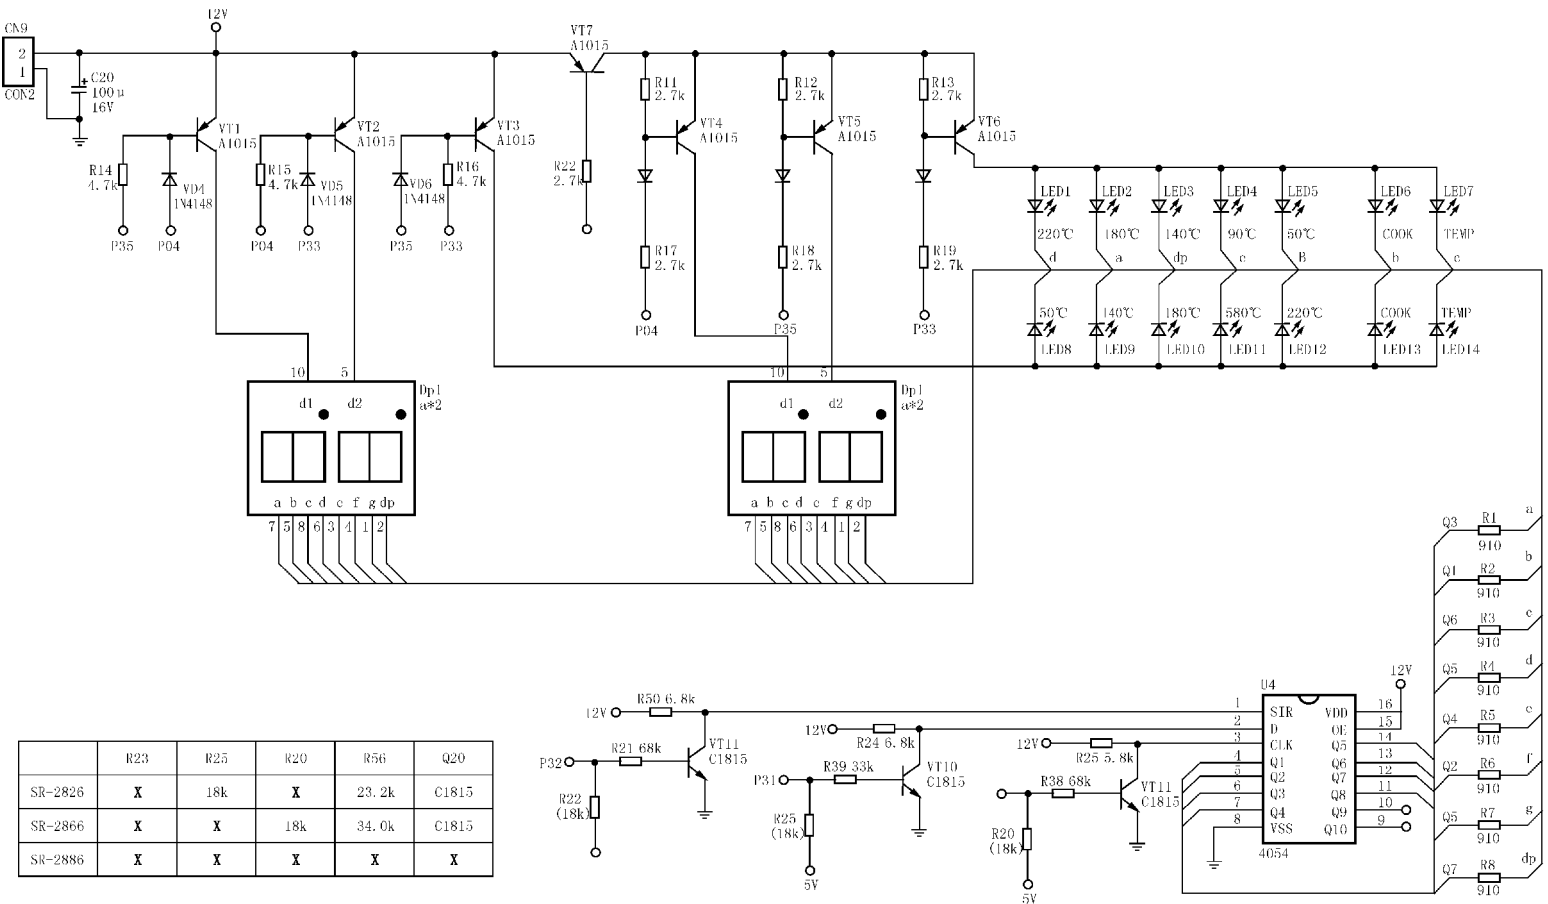 12V
CN9
2
1
CON2
C20
+
100μ
16V
VT1
A1015
VT2
A1015
VT3
A1015
VT7
A1015
R11
2.7k
VT4
A1015
R12
2.7k
VT5
A1015
R13
2.7k
VT6
A1015
R14
4.7k
VD4
1N4148
R15
4.7k
VD5
1N4148
VD6
1N4148
R16
4.7k
R22
2.7k
P35
P04
P04
P33
P35
P33
R17
2.7k
R18
2.7k
R19
2.7k
P04
P35
P33
LED1
LED2
LED3
LED4
LED5
LED6
LED7
220℃
180℃
140℃
90℃
50℃
COOK
TEMP
d
a
dp
c
B
b
c
50℃
140℃
180℃
580℃
220℃
COOK
TEMP
LED8
LED9
LED10
LED11
LED12
LED13
LED14
10
5
Dp1
a*2
d1
d2
a b c d c f g dp
7 5 8 6 3 4 1 2
10
5
Dp1
a*2
d1
d2
a b c d c f g dp
7 5 8 6 3 4 1 2
Q3 R1 a
910
Q1 R2 b
910
Q6 R3 c
910
Q5 R4 d
910
Q4 R5 c
910
Q2 R6 f
910
Q5 R7 g
910
Q7 R8 dp
910
R23 R25 R20 R56 Q20
SR-2826 X 18k X 23.2k C1815
SR-2866 X X 18k 34.0k C1815
SR-2886 X X X X X
12V
R50 6.8k
P32
R21 68k
VT11
C1815
R22
(18k)
12V
R24 6.8k
P31
R39 33k
VT10
C1815
R25
(18k)
5V
12V
R25 5.8k
R38 68k
VT11
C1815
R20
(18k)
5V
U4
12V
1 SIR VDD 16
2 D OE 15
3 CLK Q5 14
4 Q1 Q6 13
5 Q2 Q7 12
6 Q3 Q8 11
7 Q4 Q9 10
8 VSS Q10 9
4054